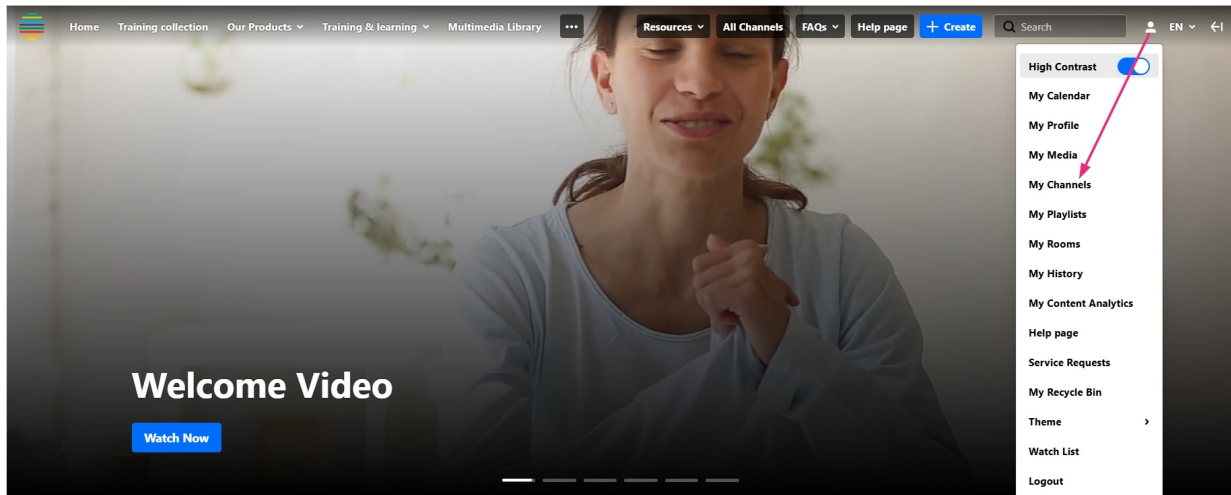 Home Training collection Our Products Training & learning Multimedia Library ••• Resources All Channels FAQs Help page + Create Search EN
High Contrast
My Calendar
My Profile
My Media
My Channels
My Playlists
My Rooms
My History
My Content Analytics
Help page
Service Requests
My Recycle Bin
Theme
Watch List
Logout
Welcome Video
Watch Now